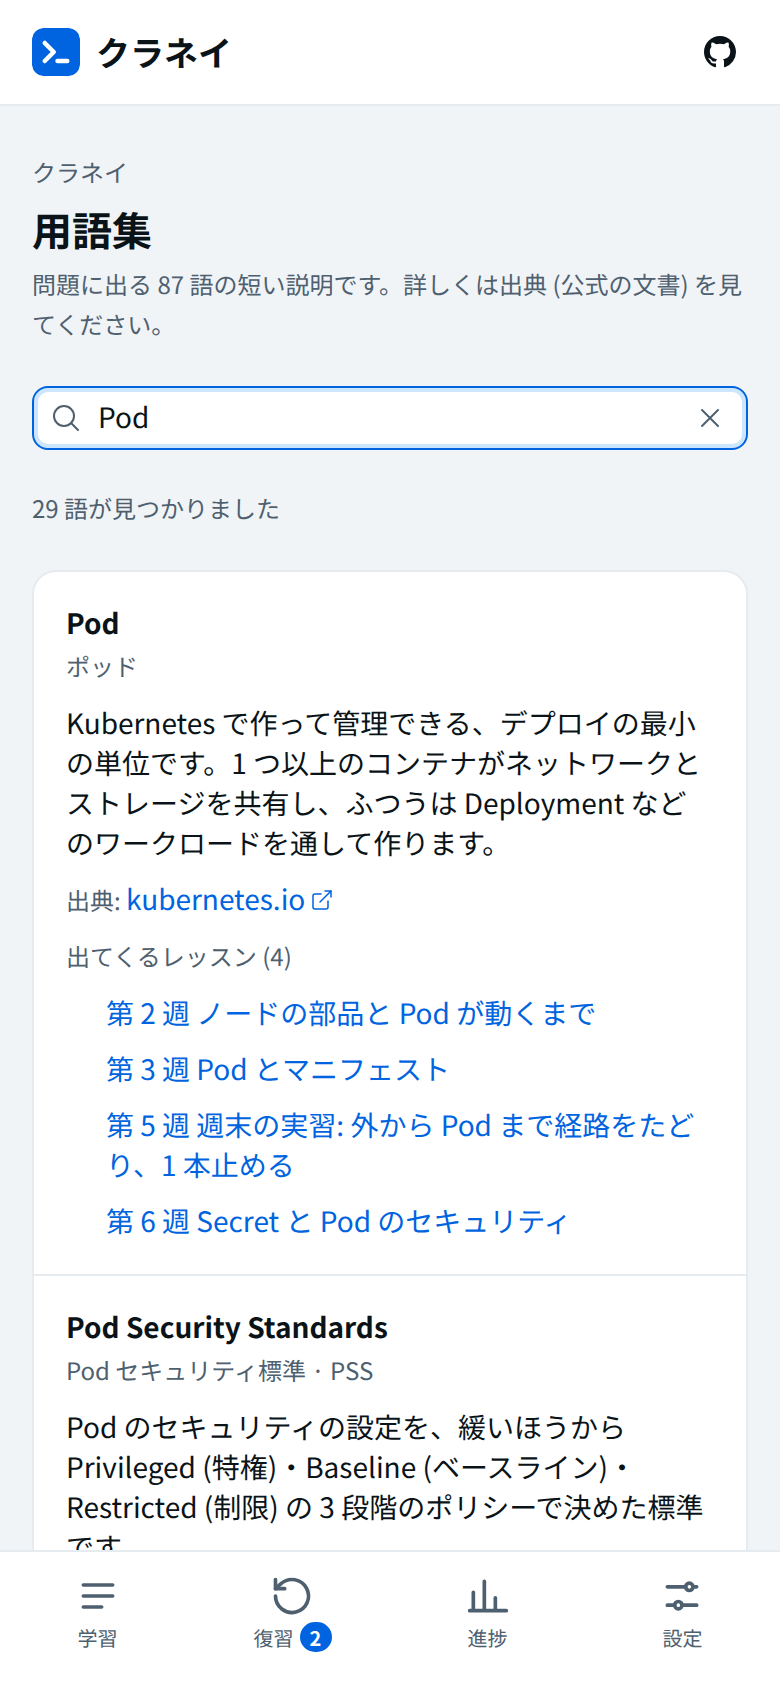 クラネイ
クラネイ
用語集
問題に出る 87 語の短い説明です。詳しくは出典 (公式の文書) を見
てください。
Pod
29 語が見つかりました
Pod
ポッド
Kubernetes で作って管理できる、デプロイの最小
の単位です。1 つ以上のコンテナがネットワークと
ストレージを共有し、ふつうは Deployment など
のワークロードを通して作ります。
出典: kubernetes.io
出てくるレッスン (4)
第 2 週 ノードの部品と Pod が動くまで
第 3 週 Pod とマニフェスト
第 5 週 週末の実習: 外から Pod まで経路をたど
り、1 本止める
第 6 週 Secret と Pod のセキュリティ
Pod Security Standards
Pod セキュリティ標準 · PSS
Pod のセキュリティの設定を、緩いほうから
Privileged (特権)・Baseline (ベースライン)・
Restricted (制限) の 3 段階のポリシーで決めた標準
です
学習
復習 2
進捗
設定